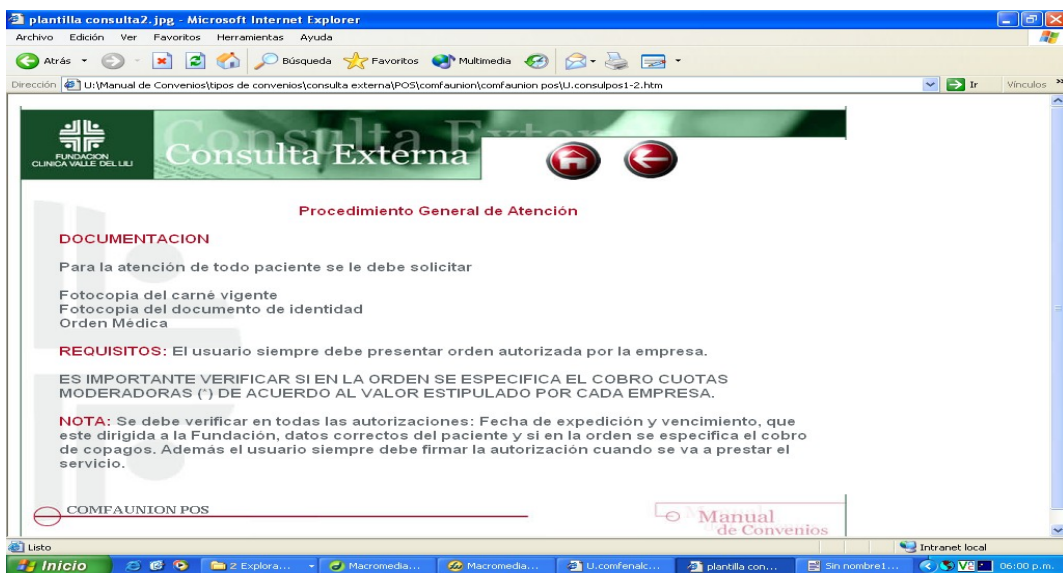 plantilla consulta2.jpg - Microsoft Internet Explorer
Archivo Edición Ver Favoritos Herramientas Ayuda
Atrás Búsqueda Favoritos Multimedia
Dirección U:\Manual de Convenios\tipos de convenios\consulta externa\POS\comfaunion\comfaunion pos\U.consulpos1-2.htm Ir Vínculos »
Consulta Externa
FUNDACION
CLINICA VALLE DEL LILI
Consulta Externa
Procedimiento General de Atención
DOCUMENTACION
Para la atención de todo paciente se le debe solicitar
Fotocopia del carné vigente
Fotocopia del documento de identidad
Orden Médica
REQUISITOS: El usuario siempre debe presentar orden autorizada por la empresa.
ES IMPORTANTE VERIFICAR SI EN LA ORDEN SE ESPECIFICA EL COBRO CUOTAS
MODERADORAS (*) DE ACUERDO AL VALOR ESTIPULADO POR CADA EMPRESA.
NOTA: Se debe verificar en todas las autorizaciones: Fecha de expedición y vencimiento, que
este dirigida a la Fundación, datos correctos del paciente y si en la orden se especifica el cobro
de copagos. Además el usuario siempre debe firmar la autorización cuando se va a prestar el
servicio.
COMFAUNION POS
Manual
de Convenios
Listo Intranet local
Inicio 2 Explora... Macromedia... Macromedia... U.comfenalc... plantilla con... Sin nombre1... 06:00 p.m.